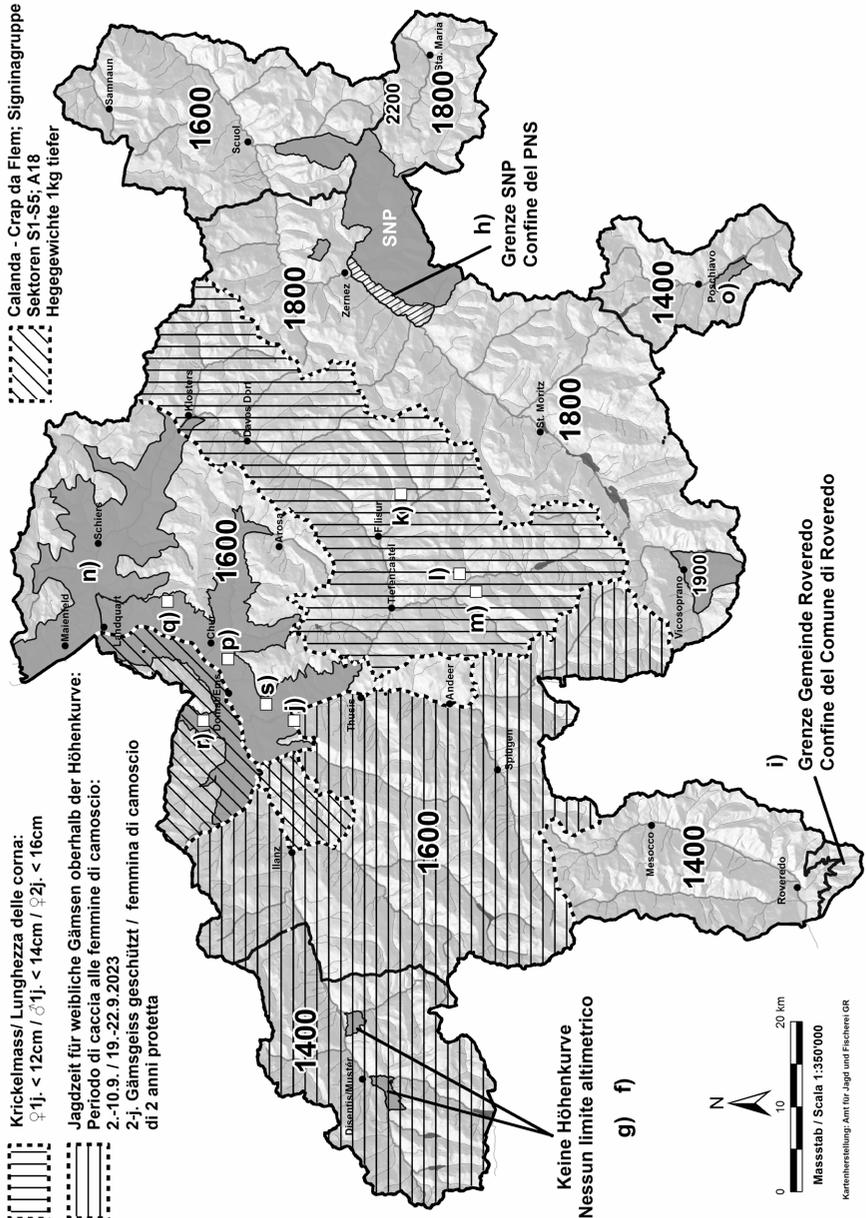 Krickelmass/ Lunghezza delle corna:
♀1j. < 12cm / ♂1j. < 14cm / ♀2j. < 16cm
Jagdzeit für weibliche Gämsen oberhalb der Höhenkurve:
Periodo di caccia alle femmine di camoscio:
2.-10.9. / 19.-22.9.2023
2-j. Gämsgeiss geschützt / femmina di camoscio
di 2 anni protetta
Calanda - Crap da Flem; Signinagruppe
Sektoren S1-S5; A18
Hegegewichte 1kg tiefer
Samnaun
1600
Scuol
2200
1800
Sta. Maria
SNP
h)
Grenze SNP
Confine del PNS
Zernez
1800
Klosters
Davos Dorf
Maienfeld
n)
Schiers
Landquart
q)
1600
Chur
Arosa
p)
Domat/Ems
r)
s)
j)
Filisur
k)
Tiefencastel
l)
m)
St. Moritz
1800
1400
Poschiavo
o)
Vicosoprano
1900
Thusis
Andeer
Splügen
Ilanz
1600
1400
Disentis/Mustér
Keine Höhenkurve
Nessun limite altimetrico
g) f)
Mesocco
1400
Roveredo
i)
Grenze Gemeinde Roveredo
Confine del Comune di Roveredo
N
0 10 20 km
Massstab / Scala 1:350'000
Kartenherstellung: Amt für Jagd und Fischerei GR